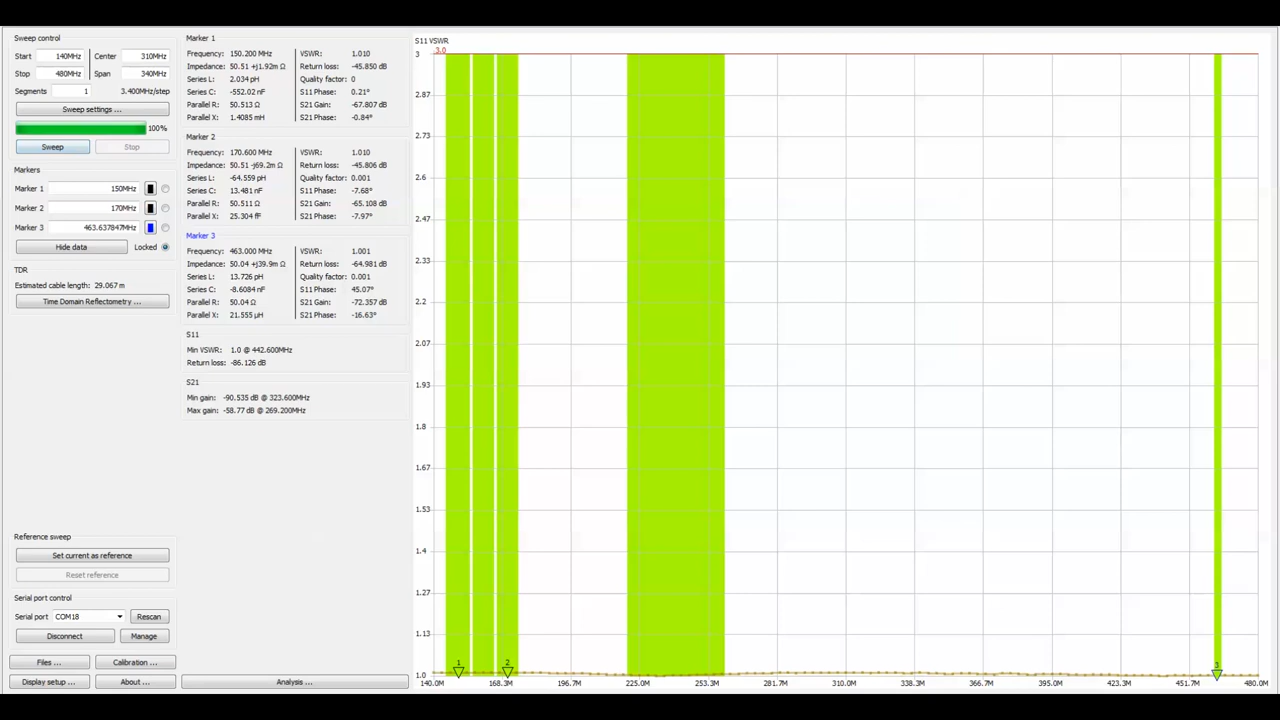 Sweep control
Start 140MHz Center 310MHz
Stop 480MHz Span 340MHz
Segments 1 3.400MHz/step
Sweep settings ...
100%
Sweep Stop
Markers
Marker 1 150MHz
Marker 2 170MHz
Marker 3 463.637847MHz
Hide data Locked
TDR
Estimated cable length: 29.067 m
Time Domain Reflectometry ...
Reference sweep
Set current as reference
Reset reference
Serial port control
Serial port COM18 Rescan
Disconnect Manage
Files ... Calibration ...
Display setup ... About ...
Marker 1
Frequency: 150.200 MHz VSWR: 1.010
Impedance: 50.51 +j1.92m Ω Return loss: -45.850 dB
Series L: 2.034 pH Quality factor: 0
Series C: -552.02 nF S11 Phase: 0.21°
Parallel R: 50.513 Ω S21 Gain: -67.807 dB
Parallel X: 1.4085 mH S21 Phase: -0.84°
Marker 2
Frequency: 170.600 MHz VSWR: 1.010
Impedance: 50.51 -j69.2m Ω Return loss: -45.806 dB
Series L: -64.559 pH Quality factor: 0.001
Series C: 13.481 nF S11 Phase: -7.68°
Parallel R: 50.511 Ω S21 Gain: -65.108 dB
Parallel X: 25.304 fF S21 Phase: -7.97°
Marker 3
Frequency: 463.000 MHz VSWR: 1.001
Impedance: 50.04 +j39.9m Ω Return loss: -64.981 dB
Series L: 13.726 pH Quality factor: 0.001
Series C: -8.6084 nF S11 Phase: 45.07°
Parallel R: 50.04 Ω S21 Gain: -72.357 dB
Parallel X: 21.555 µH S21 Phase: -16.63°
S11
Min VSWR: 1.0 @ 442.600MHz
Return loss: -86.126 dB
S21
Min gain: -90.535 dB @ 323.600MHz
Max gain: -58.77 dB @ 269.200MHz
Analysis ...
S11 VSWR
3.0
3
2.87
2.73
2.6
2.47
2.33
2.2
2.07
1.93
1.8
1.67
1.53
1.4
1.27
1.13
1.0
1 2 3
140.0M 168.3M 196.7M 225.0M 253.3M 281.7M 310.0M 338.3M 366.7M 395.0M 423.3M 451.7M 480.0M